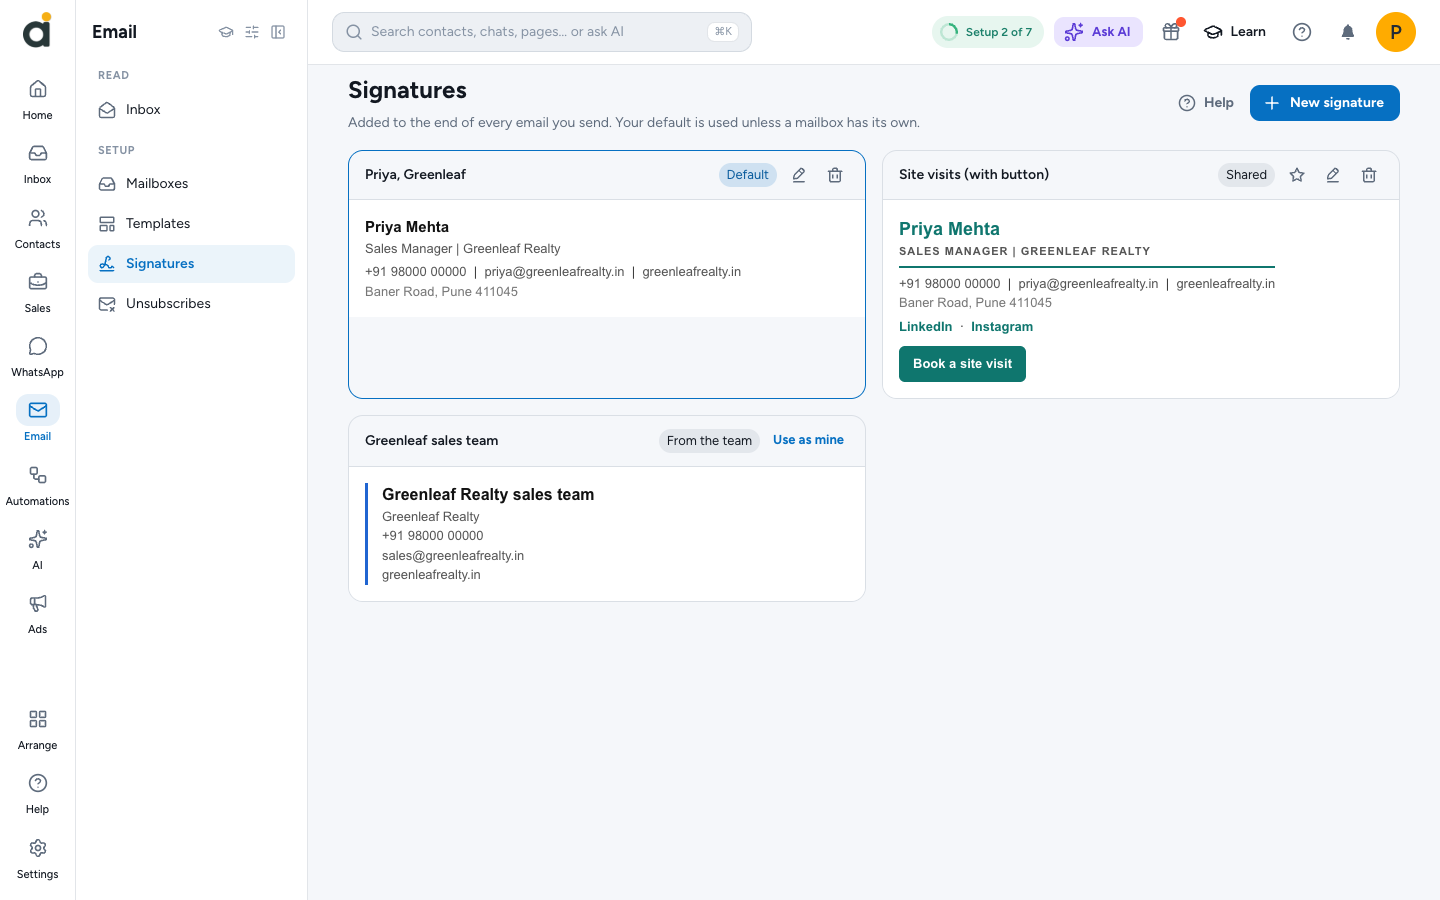 Email
Search contacts, chats, pages... or ask AI
⌘K
Setup 2 of 7
Ask AI
Learn
P
Home
Inbox
Contacts
Sales
WhatsApp
Email
Automations
AI
Ads
Arrange
Help
Settings
READ
Inbox
SETUP
Mailboxes
Templates
Signatures
Unsubscribes
Signatures
Added to the end of every email you send. Your default is used unless a mailbox has its own.
Help
New signature
Priya, Greenleaf
Default
Priya Mehta
Sales Manager | Greenleaf Realty
+91 98000 00000 | priya@greenleafrealty.in | greenleafrealty.in
Baner Road, Pune 411045
Site visits (with button)
Shared
Priya Mehta
SALES MANAGER | GREENLEAF REALTY
+91 98000 00000 | priya@greenleafrealty.in | greenleafrealty.in
Baner Road, Pune 411045
LinkedIn · Instagram
Book a site visit
Greenleaf sales team
From the team
Use as mine
Greenleaf Realty sales team
Greenleaf Realty
+91 98000 00000
sales@greenleafrealty.in
greenleafrealty.in